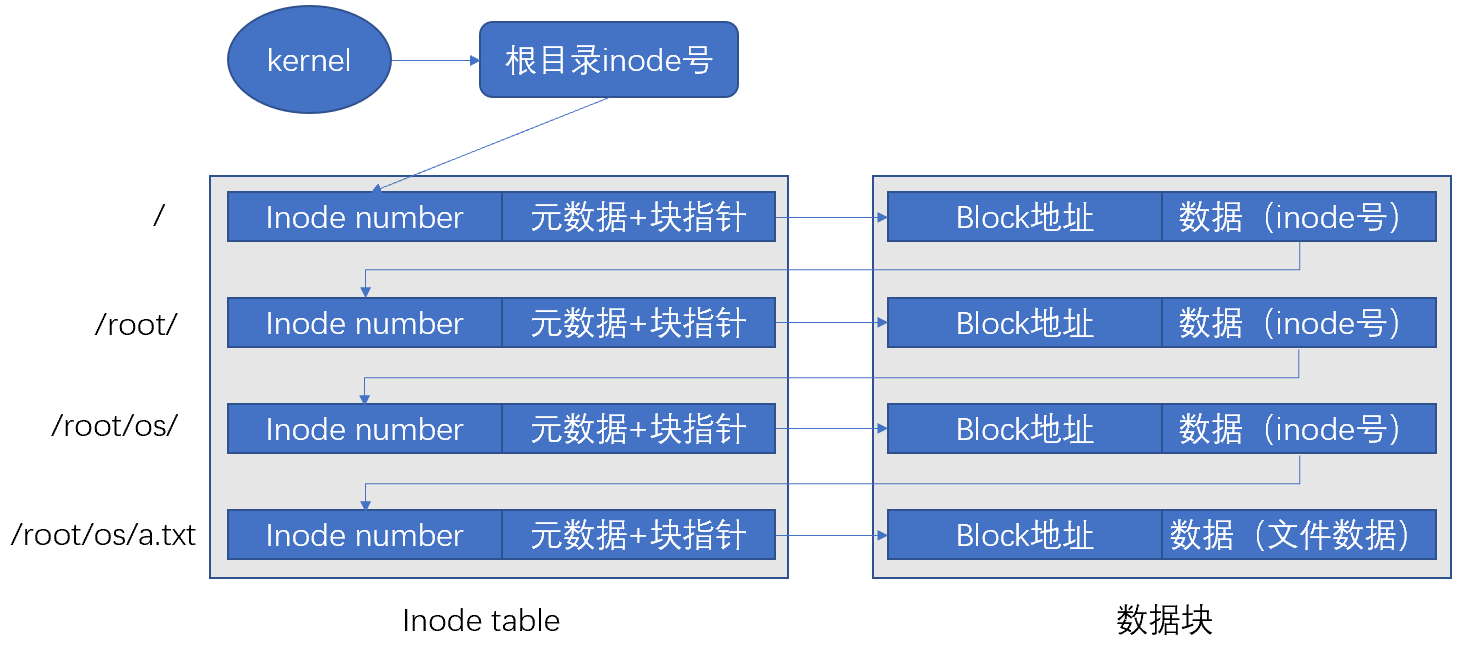 kernel
根目录inode号
/
Inode number
元数据+块指针
Block地址
数据（inode号）
/root/
Inode number
元数据+块指针
Block地址
数据（inode号）
/root/os/
Inode number
元数据+块指针
Block地址
数据（inode号）
/root/os/a.txt
Inode number
元数据+块指针
Block地址
数据（文件数据）
Inode table
数据块